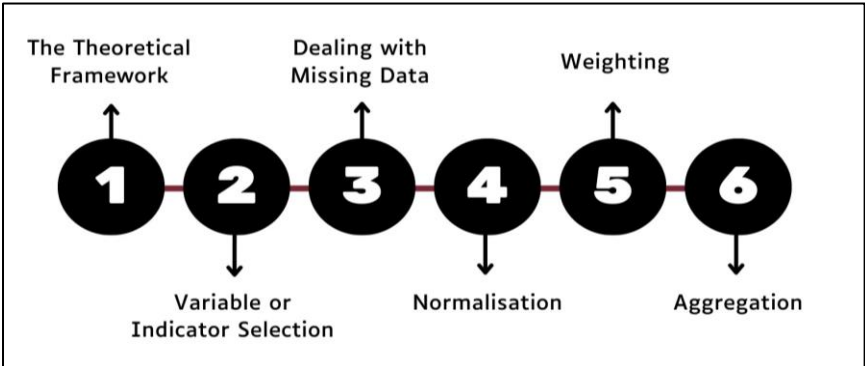 The Theoretical
Framework
Dealing with
Missing Data
Weighting
1 2 3 4 5 6
Variable or
Indicator Selection
Normalisation
Aggregation